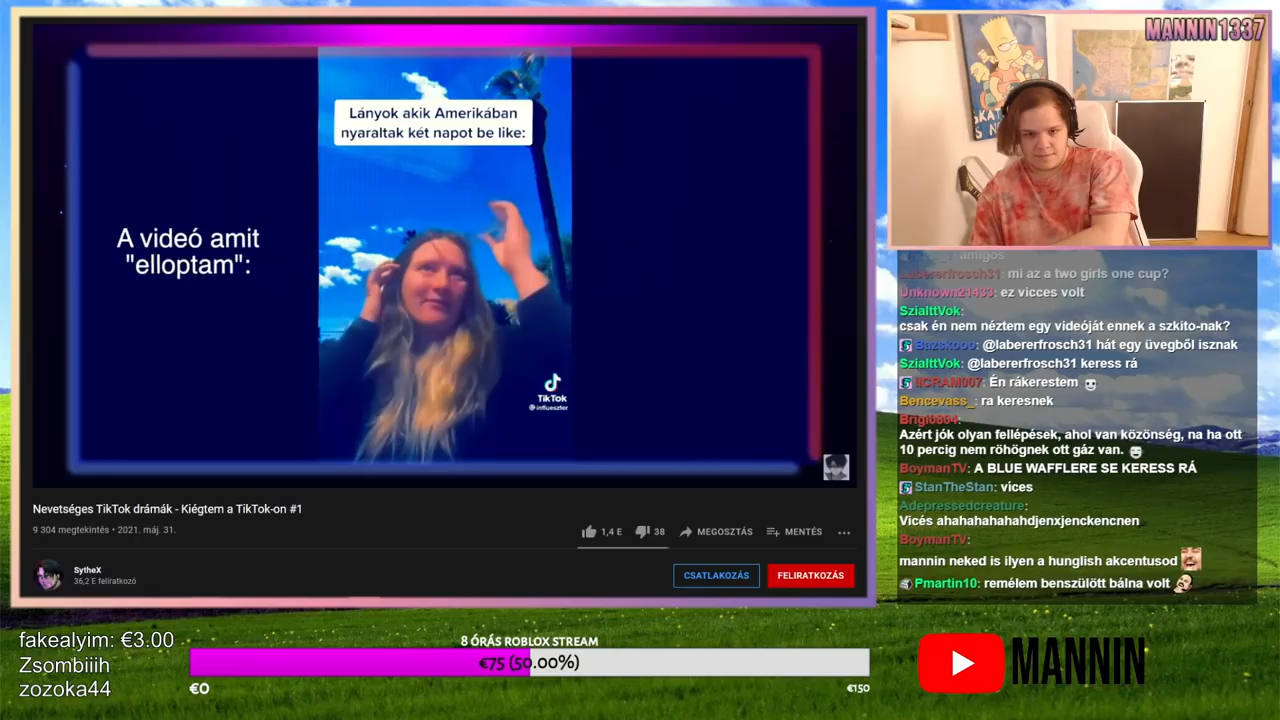 Lányok akik Amerikában
nyaraltak két napot be like:
A videó amit
"elloptam":
TikTok
@influeszter
Nevetséges TikTok drámák - Kiégtem a TikTok-on #1
9 304 megtekintés • 2021. máj. 31.
1,4 E
38
MEGOSZTÁS
MENTÉS
SytheX
36,2 E feliratkozó
CSATLAKOZÁS
FELIRATKOZÁS
MANNIN1337
amigos
Labererfrosch31: mi az a two girls one cup?
Unknown21433: ez vicces volt
SzialttVok:
csak én nem néztem egy videóját ennek a szkito-nak?
Bazskooo: @labererfrosch31 hát egy üvegből isznak
SzialttVok: @labererfrosch31 keress rá
IICRAM007: Én rákerestem
Bencevass_: ra keresnek
Brigi0804:
Azért jók olyan fellépések, ahol van közönség, na ha ott
10 percig nem röhögnek ott gáz van.
BoymanTV: A BLUE WAFFLERE SE KERESS RÁ
StanTheStan: víces
Adepressedcreature:
Vicés ahahahahahahdjenxjenckencnen
BoymanTV:
mannin neked is ilyen a hunglish akcentusod
Pmartin10: remélem benszülött bálna volt
fakealyim: €3.00
Zsombiiih
zozoka44
8 ÓRÁS ROBLOX STREAM
€75 (50.00%)
€0
€150
MANNIN